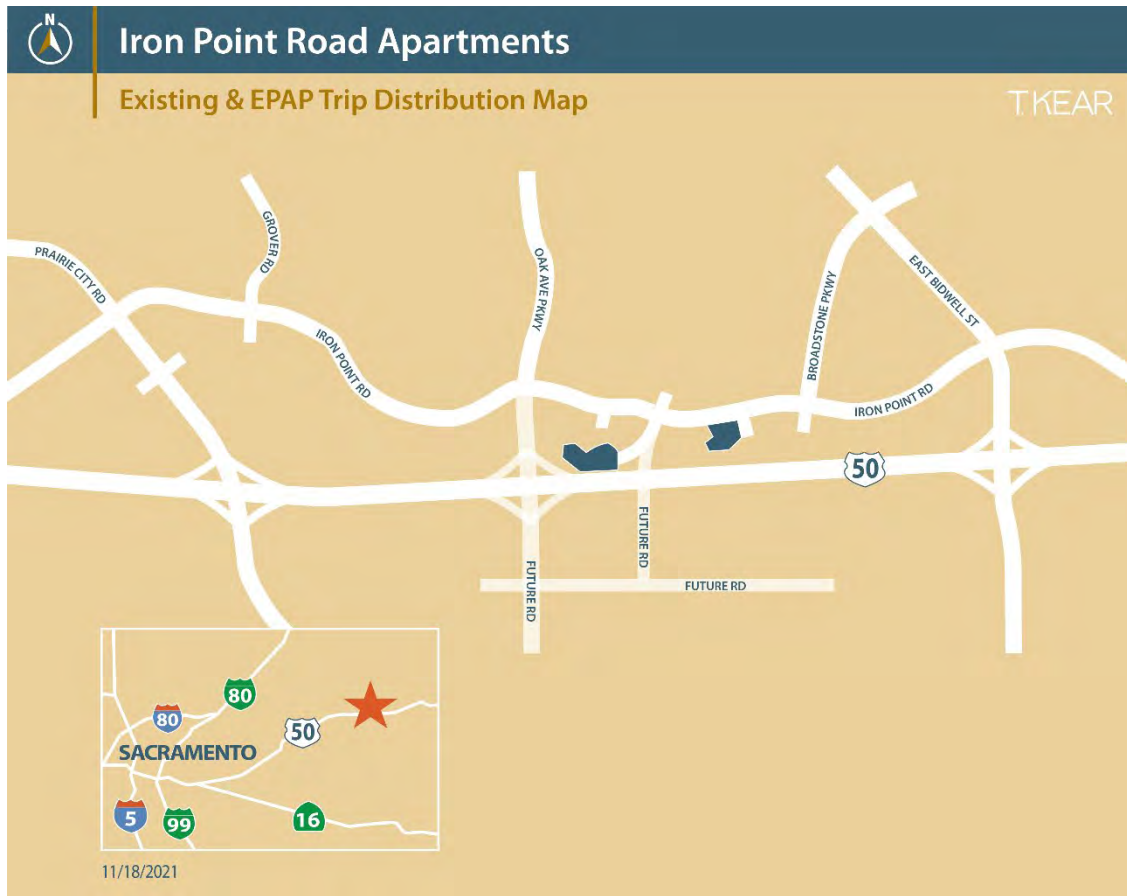 N
Iron Point Road Apartments
Existing & EPAP Trip Distribution Map
T.KEAR
PRAIRIE CITY RD
GROVER RD
IRON POINT RD
OAK AVE PKWY
BROADSTONE PKWY
EAST BIDWELL ST
IRON POINT RD
50
FUTURE RD
FUTURE RD
FUTURE RD
80
80
50
SACRAMENTO
5
99
16
11/18/2021